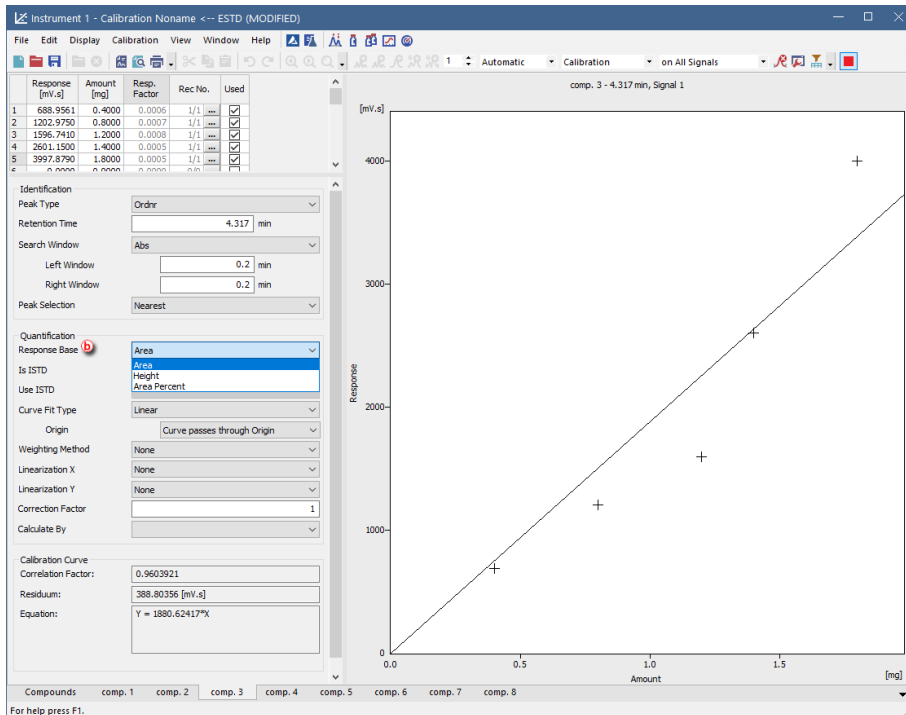 Instrument 1 - Calibration Noname <-- ESTD (MODIFIED)
File Edit Display Calibration View Window Help
1 Automatic Calibration on All Signals
Response [mV.s] Amount [mg] Resp. Factor Rec No. Used
1 688.9561 0.4000 0.0006 1/1 ...
2 1202.9750 0.8000 0.0007 1/1 ...
3 1596.7410 1.2000 0.0008 1/1 ...
4 2601.1500 1.4000 0.0005 1/1 ...
5 3997.8790 1.8000 0.0005 1/1 ...
6 0.0000 0.0000 0.0000 0/0 ...
Identification
Peak Type Ordnr
Retention Time 4.317 min
Search Window Abs
Left Window 0.2 min
Right Window 0.2 min
Peak Selection Nearest
Quantification
Response Base b Area
Is ISTD Area
Height
Use ISTD Area Percent
Curve Fit Type Linear
Origin Curve passes through Origin
Weighting Method None
Linearization X None
Linearization Y None
Correction Factor 1
Calculate By
Calibration Curve
Correlation Factor: 0.9603921
Residuum: 388.80356 [mV.s]
Equation: Y = 1880.62417*X
comp. 3 - 4.317 min, Signal 1
[mV.s]
4000
3000
Response
2000
1000
0
0.0 0.5 1.0 1.5
Amount [mg]
Compounds comp. 1 comp. 2 comp. 3 comp. 4 comp. 5 comp. 6 comp. 7 comp. 8
For help press F1.